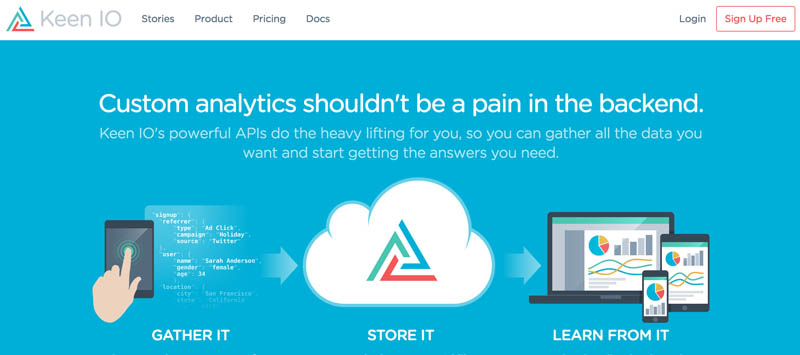 Keen IO
Stories
Product
Pricing
Docs
Login
Sign Up Free
Custom analytics shouldn't be a pain in the backend.
Keen IO's powerful APIs do the heavy lifting for you, so you can gather all the data you
want and start getting the answers you need.
"signup": {
"referrer": {
"type": "Ad Click",
"campaign": "Holiday",
"source": "Twitter"
},
"user": {
"name": "Sarah Anderson",
"gender": "female",
"age": 34
},
"location": {
"city": "San Francisco",
"state": "California"
GATHER IT
STORE IT
LEARN FROM IT